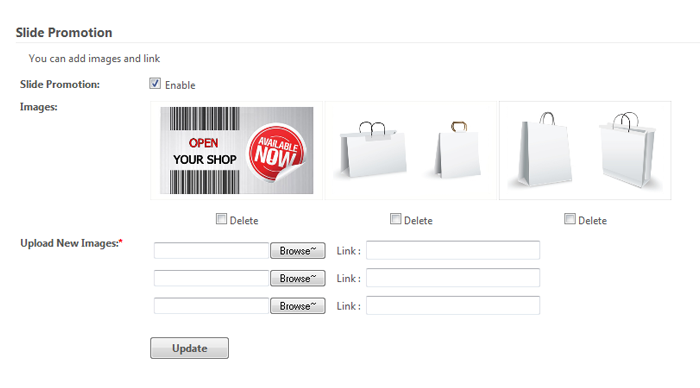 Slide Promotion
You can add images and link
Slide Promotion: Enable
Images:
OPEN
YOUR SHOP
AVAILABLE
NOW
Delete Delete Delete
Upload New Images:* Browse~ Link :
Browse~ Link :
Browse~ Link :
Update